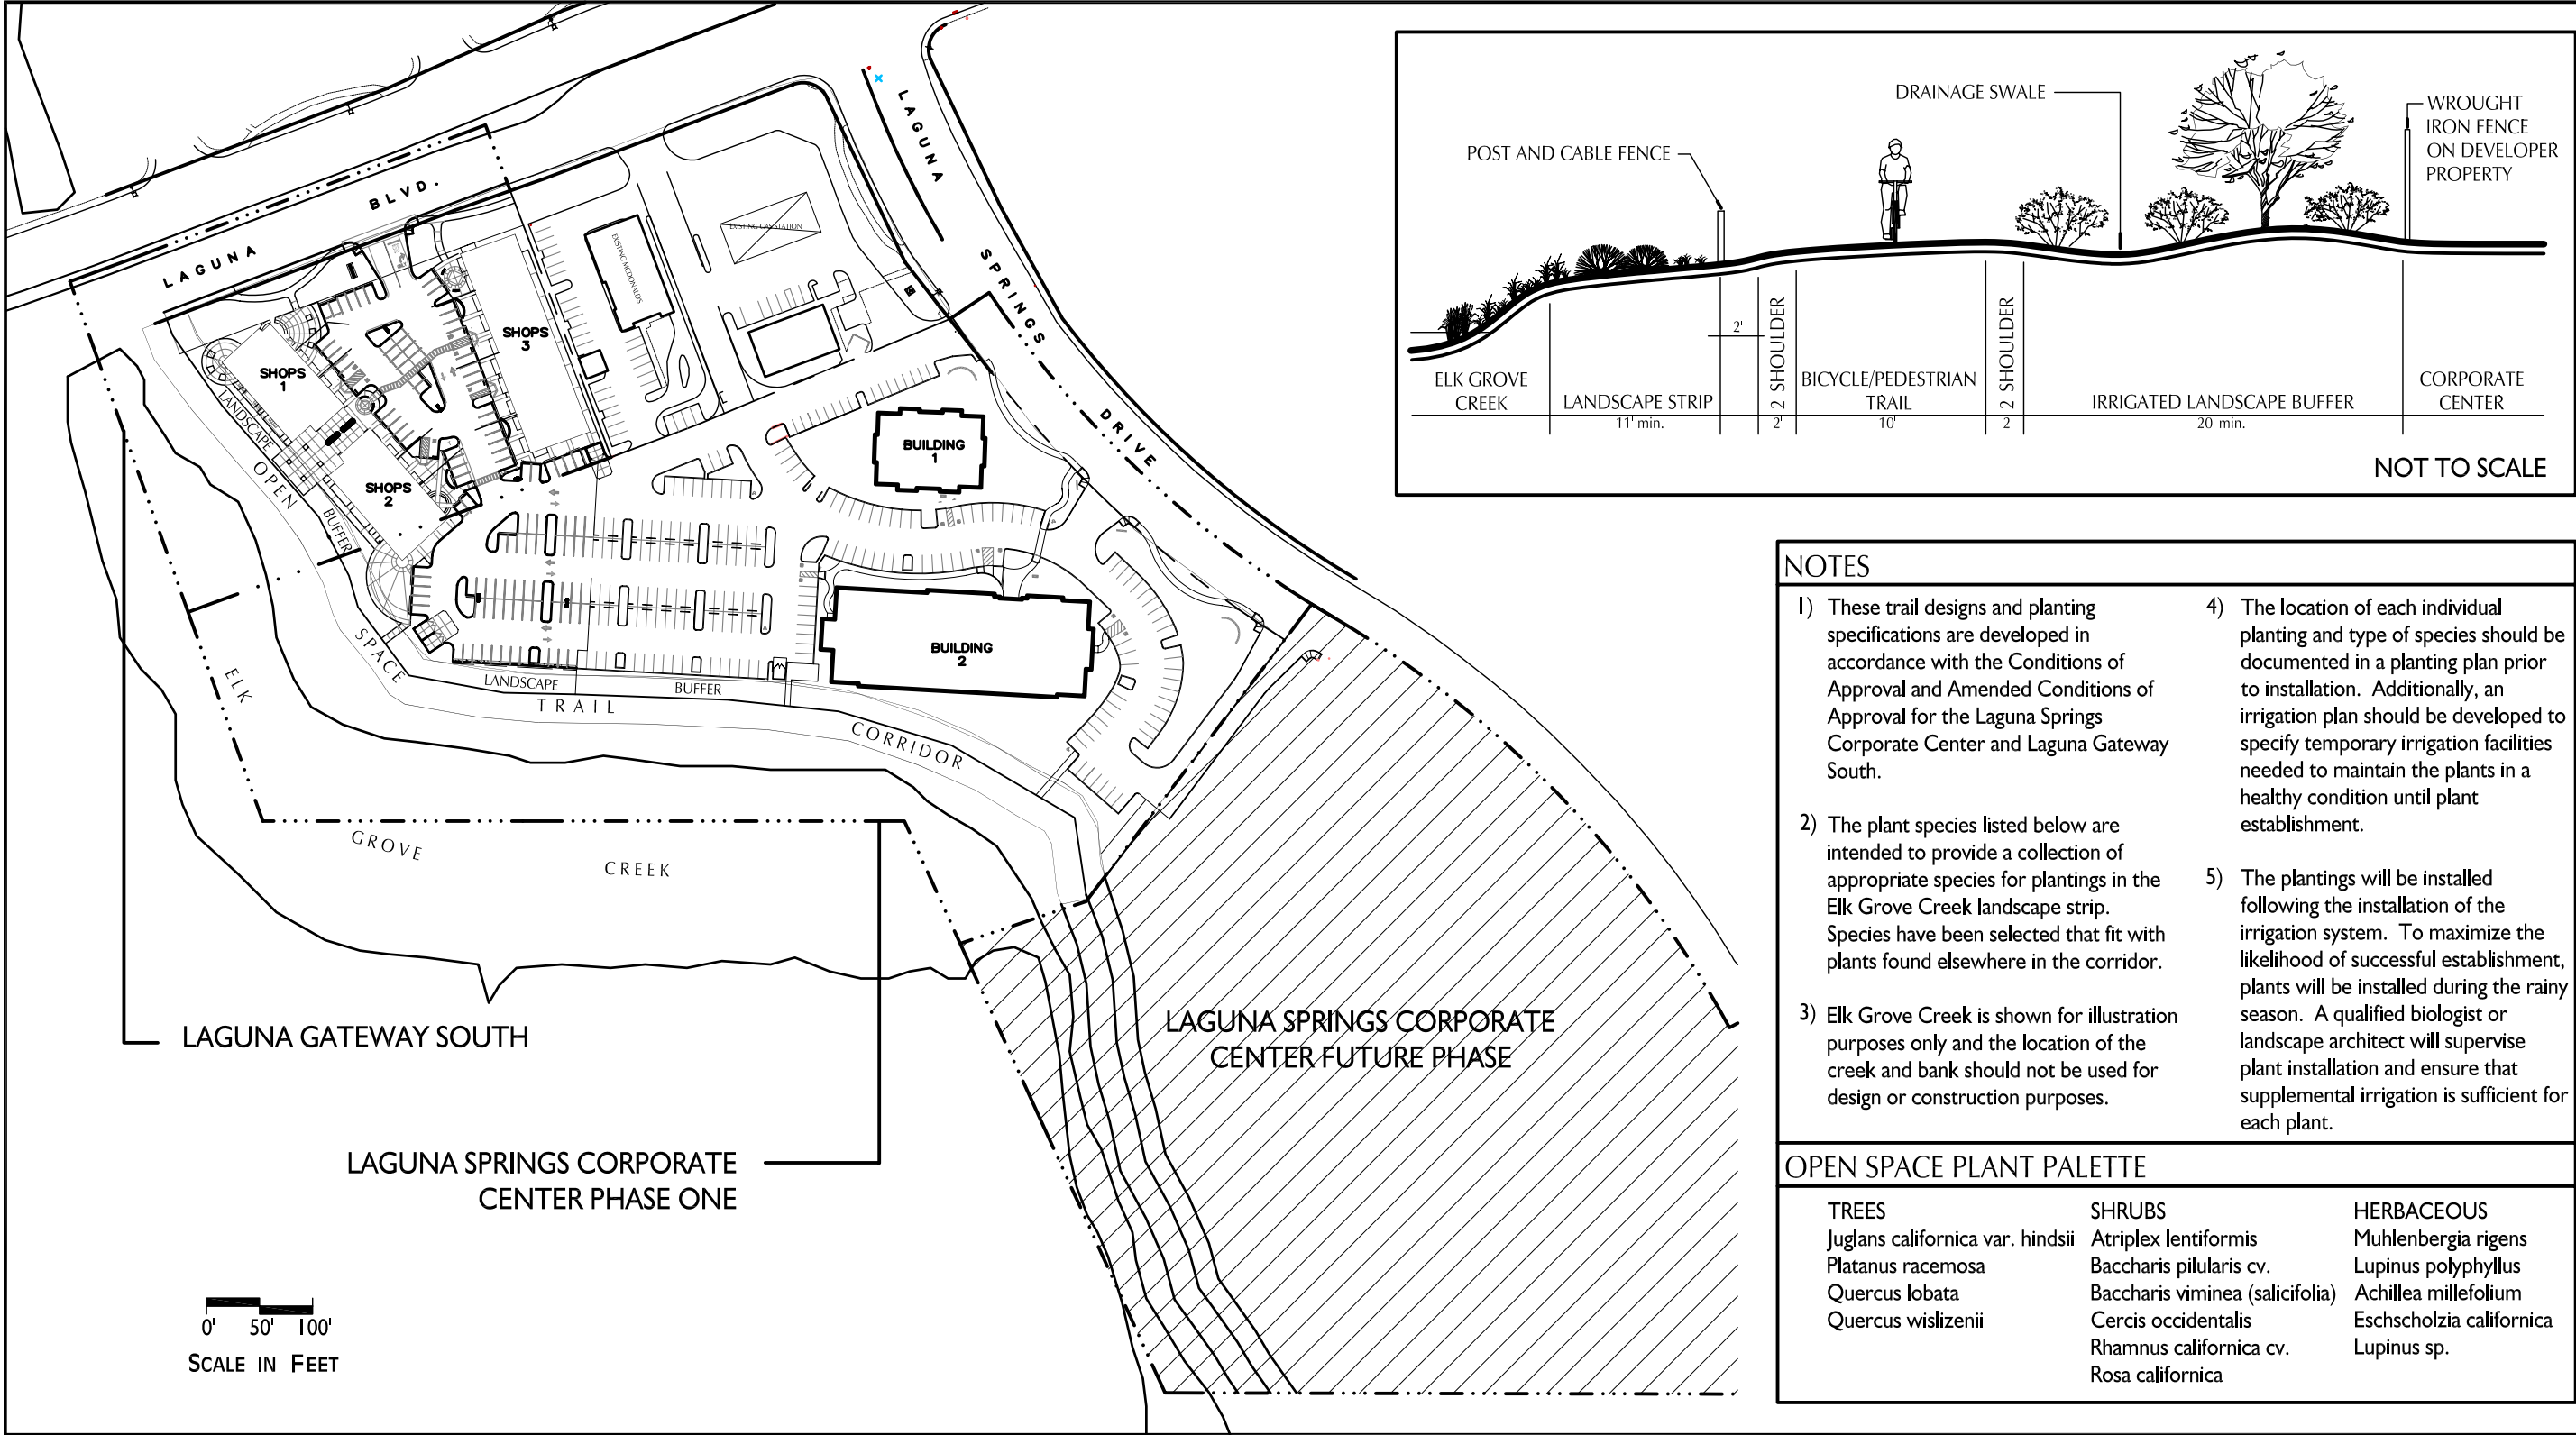 LAGUNA BLVD.
LAGUNA SPRINGS DRIVE
EXISTING GAS STATION
EXISTING MCDONALD'S
SHOPS
3
SHOPS
1
SHOPS
2
BUILDING
1
BUILDING
2
LANDSCAPE
BUFFER
LANDSCAPE
BUFFER
OPEN SPACE
TRAIL
CORRIDOR
ELK
GROVE
CREEK
LAGUNA GATEWAY SOUTH
LAGUNA SPRINGS CORPORATE
CENTER PHASE ONE
LAGUNA SPRINGS CORPORATE
CENTER FUTURE PHASE
0' 50' 100'
SCALE IN FEET
POST AND CABLE FENCE
DRAINAGE SWALE
WROUGHT
IRON FENCE
ON DEVELOPER
PROPERTY
ELK GROVE
CREEK
LANDSCAPE STRIP
11' min.
2'
2' SHOULDER
2'
BICYCLE/PEDESTRIAN
TRAIL
10'
2' SHOULDER
2'
IRRIGATED LANDSCAPE BUFFER
20' min.
CORPORATE
CENTER
NOT TO SCALE
NOTES
1) These trail designs and planting
specifications are developed in
accordance with the Conditions of
Approval and Amended Conditions of
Approval for the Laguna Springs
Corporate Center and Laguna Gateway
South.
2) The plant species listed below are
intended to provide a collection of
appropriate species for plantings in the
Elk Grove Creek landscape strip.
Species have been selected that fit with
plants found elsewhere in the corridor.
3) Elk Grove Creek is shown for illustration
purposes only and the location of the
creek and bank should not be used for
design or construction purposes.
4) The location of each individual
planting and type of species should be
documented in a planting plan prior
to installation. Additionally, an
irrigation plan should be developed to
specify temporary irrigation facilities
needed to maintain the plants in a
healthy condition until plant
establishment.
5) The plantings will be installed
following the installation of the
irrigation system. To maximize the
likelihood of successful establishment,
plants will be installed during the rainy
season. A qualified biologist or
landscape architect will supervise
plant installation and ensure that
supplemental irrigation is sufficient for
each plant.
OPEN SPACE PLANT PALETTE
TREES
Juglans californica var. hindsii
Platanus racemosa
Quercus lobata
Quercus wislizenii
SHRUBS
Atriplex lentiformis
Baccharis pilularis cv.
Baccharis viminea (salicifolia)
Cercis occidentalis
Rhamnus californica cv.
Rosa californica
HERBACEOUS
Muhlenbergia rigens
Lupinus polyphyllus
Achillea millefolium
Eschscholzia californica
Lupinus sp.